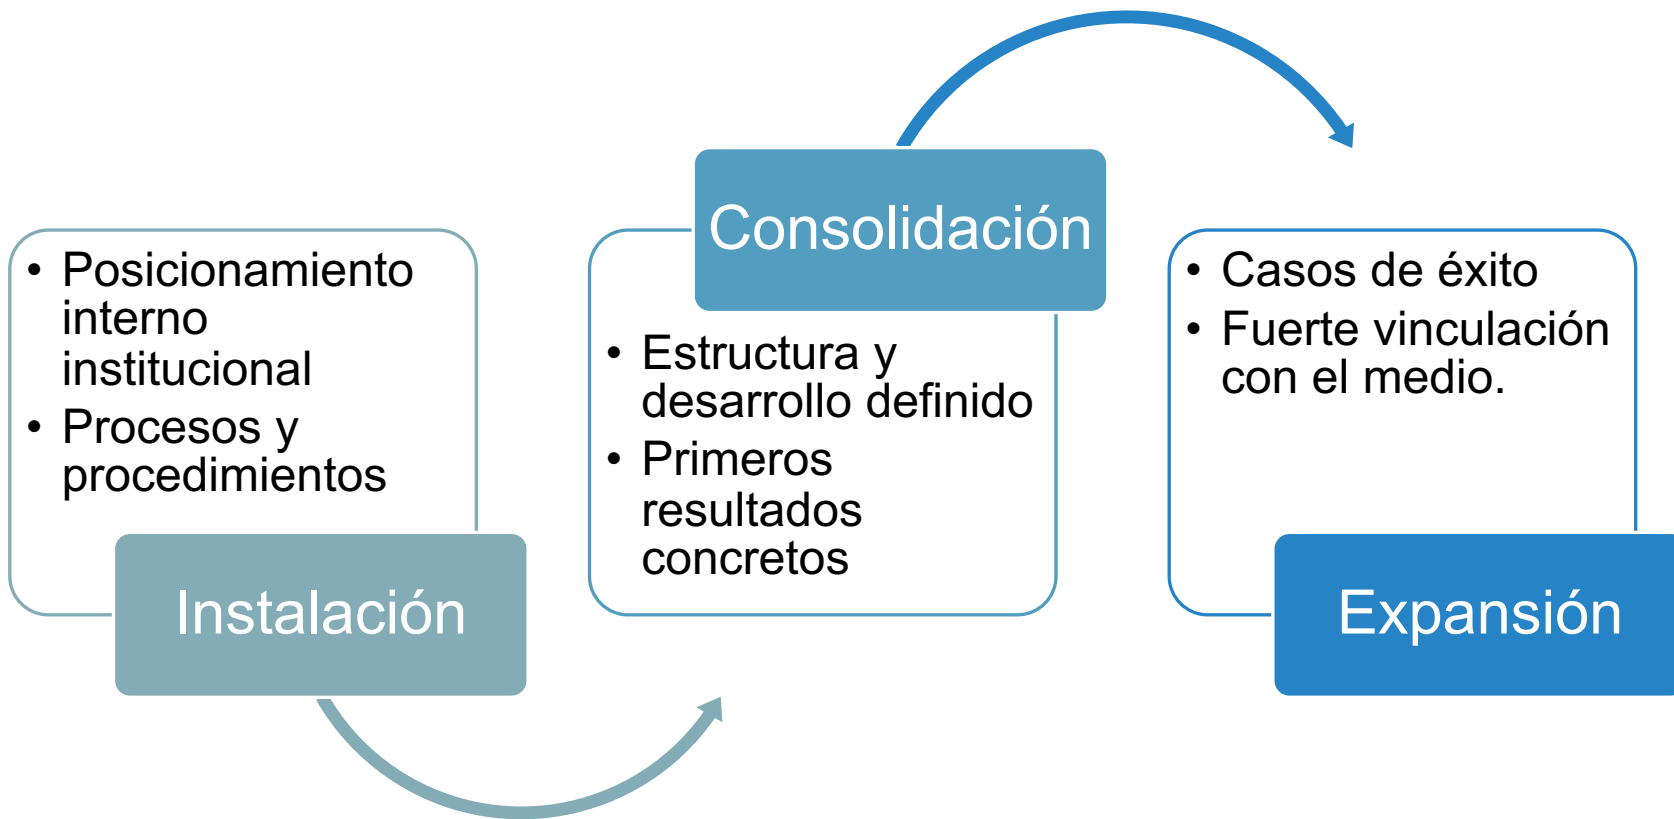 • Posicionamiento
interno
institucional
• Procesos y
procedimientos
Instalación
Consolidación
• Estructura y
desarrollo definido
• Primeros
resultados
concretos
• Casos de éxito
• Fuerte vinculación
con el medio.
Expansión